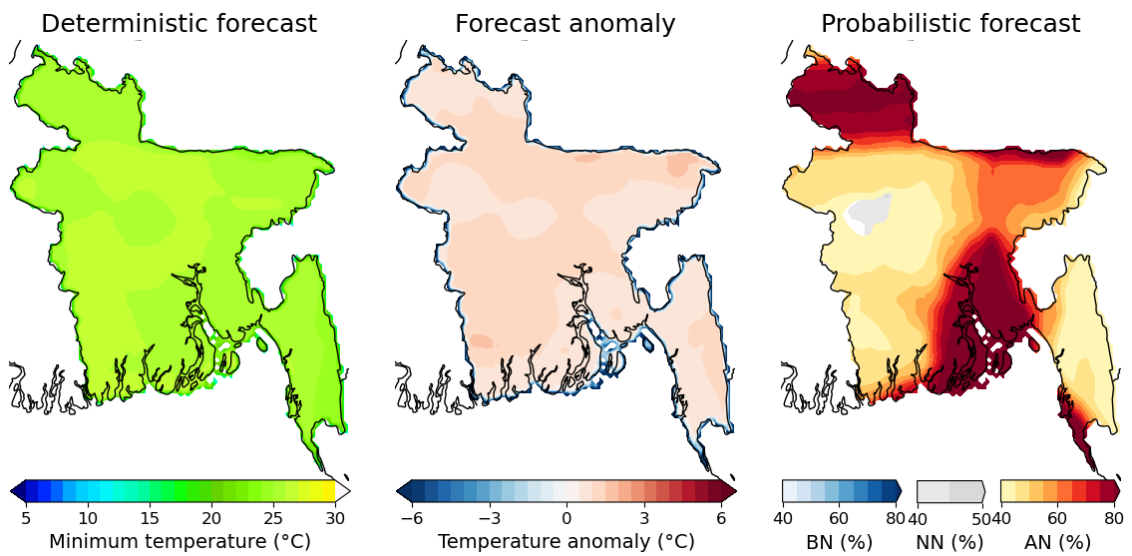 Deterministic forecast
Forecast anomaly
Probabilistic forecast
5 10 15 20 25 30
Minimum temperature (°C)
−6 −3 0 3 6
Temperature anomaly (°C)
40 60 80
BN (%)
40 50
NN (%)
40 60 80
AN (%)